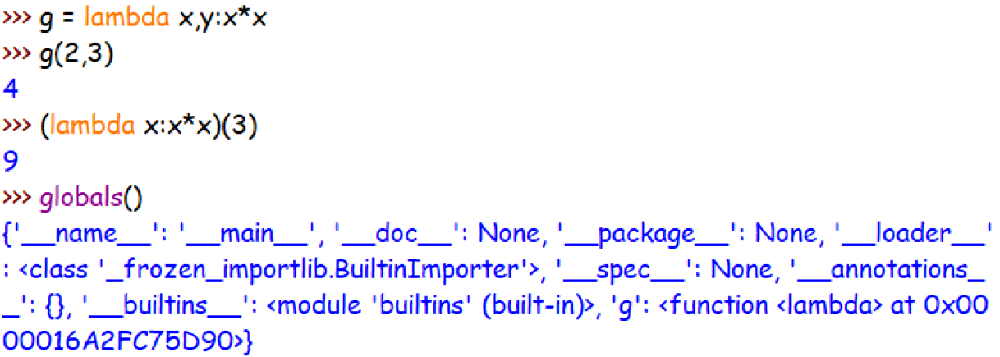 >>> g = lambda x,y:x*x
>>> g(2,3)
4
>>> (lambda x:x*x)(3)
9
>>> globals()
{'__name__': '__main__', '__doc__': None, '__package__': None, '__loader__'
: <class '_frozen_importlib.BuiltinImporter'>, '__spec__': None, '__annotations_
_': {}, '__builtins__': <module 'builtins' (built-in)>, 'g': <function <lambda> at 0x00
00016A2FC75D90>}